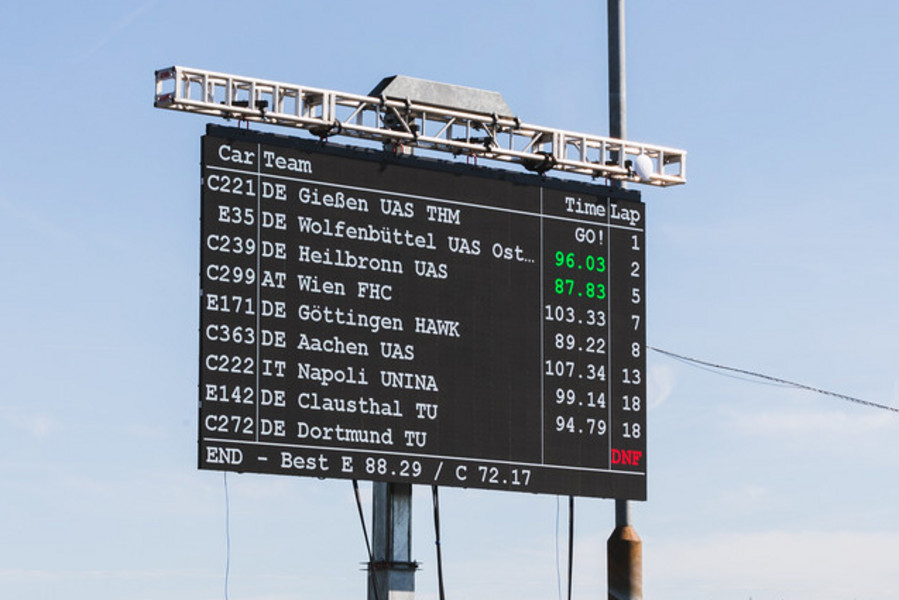 Car Team Time Lap
C221 DE Gießen UAS THM GO! 1
E35 DE Wolfenbüttel UAS Ost… 96.03 2
C239 DE Heilbronn UAS 87.83 5
C299 AT Wien FHC 103.33 7
E171 DE Göttingen HAWK 89.22 8
C363 DE Aachen UAS 107.34 13
C222 IT Napoli UNINA 99.14 18
E142 DE Clausthal TU 94.79 18
C272 DE Dortmund TU DNF
END - Best E 88.29 / C 72.17